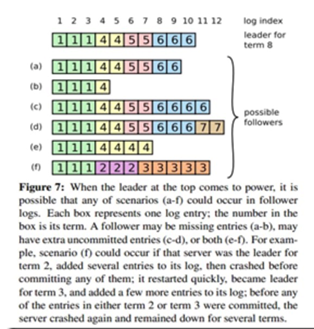 1 2 3 4 5 6 7 8 9 10 11 12 log index
1 1 1 4 4 5 5 6 6 6 leader for
term 8
(a) 1 1 1 4 4 5 5 6 6
(b) 1 1 1 4
(c) 1 1 1 4 4 5 5 6 6 6 6
(d) 1 1 1 4 4 5 5 6 6 6 7 7
possible
followers
(e) 1 1 1 4 4 4 4
(f) 1 1 1 2 2 2 3 3 3 3 3
Figure 7: When the leader at the top comes to power, it is
possible that any of scenarios (a-f) could occur in follower
logs. Each box represents one log entry; the number in the
box is its term. A follower may be missing entries (a-b), may
have extra uncommitted entries (c-d), or both (e-f). For exam-
ple, scenario (f) could occur if that server was the leader for
term 2, added several entries to its log, then crashed before
committing any of them; it restarted quickly, became leader
for term 3, and added a few more entries to its log; before any
of the entries in either term 2 or term 3 were committed, the
server crashed again and remained down for several terms.